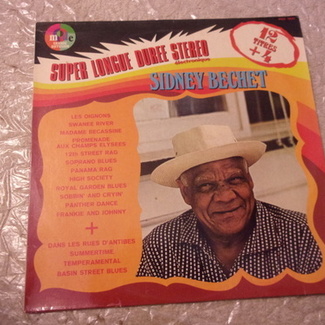 SUPER LONGUE DUREE STEREO
12
TITRES
+4
SIDNEY BECHET
LES OIGNONS
SWANEE RIVER
MADAME BECASSINE
PROMENADE
AUX CHAMPS ELYSEES
12th STREET RAG
SOPRANO BLUES
PANAMA RAG
HIGH SOCIETY
ROYAL GARDEN BLUES
SOBBIN' AND CRYIN'
PANTHER DANCE
FRANKIE AND JOHNNY
+
DANS LES RUES D'ANTIBES
SUMMERTIME
TEMPERAMENTAL
BASIN STREET BLUES